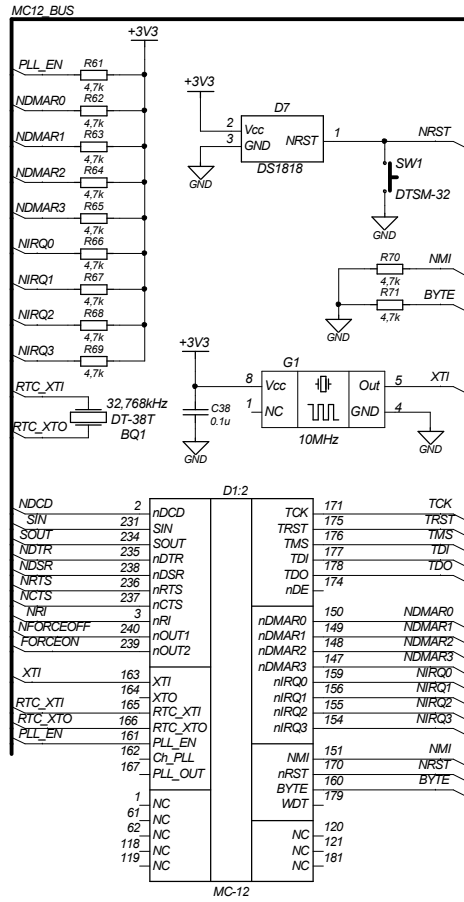 MC12_BUS
+3V3
PLL_EN R61 4,7k
NDMAR0 R62 4,7k
NDMAR1 R63 4,7k
NDMAR2 R64 4,7k
NDMAR3 R65 4,7k
NIRQ0 R66 4,7k
NIRQ1 R67 4,7k
NIRQ2 R68 4,7k
NIRQ3 R69 4,7k
RTC_XTI
32,768kHz
DT-38T
RTC_XTO
BQ1
+3V3
D7
2 Vcc
3 GND
NRST 1 NRST
DS1818
GND
SW1
DTSM-32
GND
R70 NMI
4,7k
R71 BYTE
4,7k
GND
+3V3
G1
8 Vcc Out 5 XTI
1 NC GND 4
C38
0.1u
10MHz
GND
GND
D1:2
NDCD 2 nDCD
SIN 231 SIN
SOUT 234 SOUT
NDTR 235 nDTR
NDSR 238 nDSR
NRTS 236 nRTS
NCTS 237 nCTS
NRI 3 nRI
NFORCEOFF 240 nOUT1
FORCEON 239 nOUT2
XTI 163 XTI
164 XTO
RTC_XTI 165 RTC_XTI
RTC_XTO 166 RTC_XTO
PLL_EN 161 PLL_EN
162 Ch_PLL
167 PLL_OUT
1 NC
61 NC
62 NC
118 NC
119 NC
TCK 171 TCK
TRST 175 TRST
TMS 176 TMS
TDI 177 TDI
TDO 178 TDO
nDE 174
nDMAR0 150 NDMAR0
nDMAR1 149 NDMAR1
nDMAR2 148 NDMAR2
nDMAR3 147 NDMAR3
nIRQ0 159 NIRQ0
nIRQ1 156 NIRQ1
nIRQ2 155 NIRQ2
nIRQ3 154 NIRQ3
NMI 151 NMI
nRST 170 NRST
BYTE 160 BYTE
WDT 179
NC 120
NC 121
NC 181
MC-12